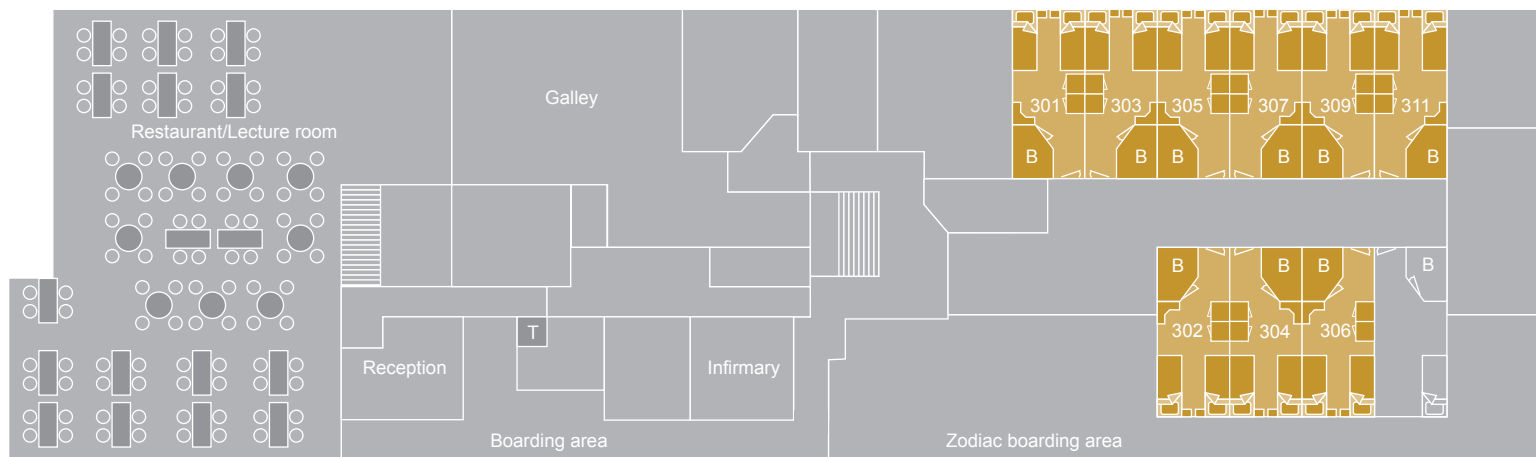 Galley
301
303
305
307
309
311
Restaurant/Lecture room
B
B
B
B
B
B
B
B
B
B
302
304
306
T
Reception
Infirmary
Boarding area
Zodiac boarding area